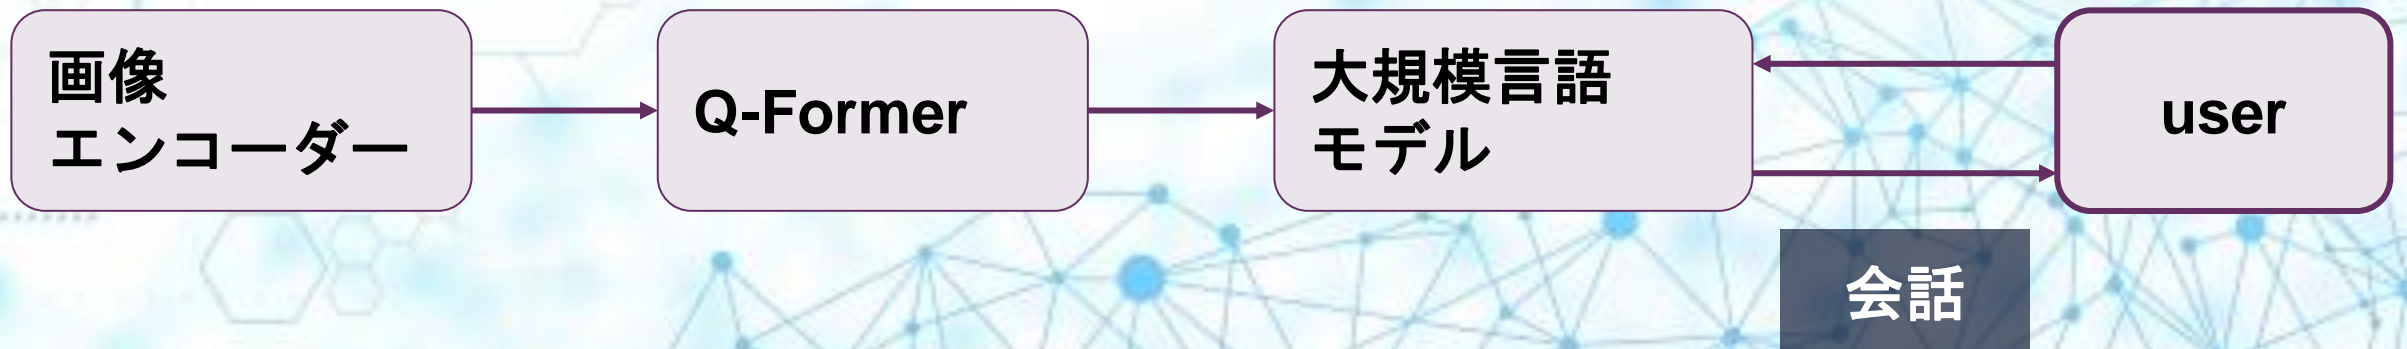 画像
エンコーダー
Q-Former
大規模言語
モデル
user
会話